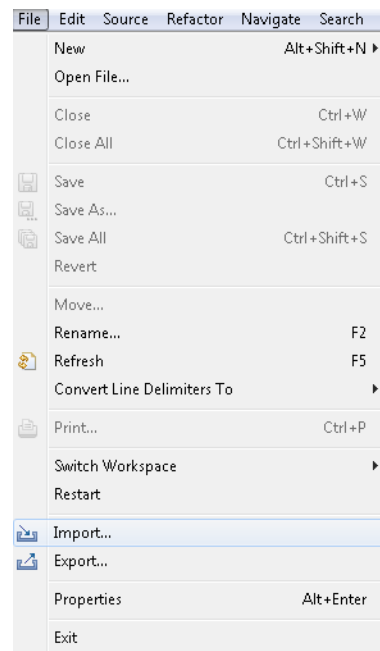 File Edit Source Refactor Navigate Search
New Alt+Shift+N
Open File...
Close Ctrl+W
Close All Ctrl+Shift+W
Save Ctrl+S
Save As...
Save All Ctrl+Shift+S
Revert
Move...
Rename... F2
Refresh F5
Convert Line Delimiters To
Print... Ctrl+P
Switch Workspace
Restart
Import...
Export...
Properties Alt+Enter
Exit